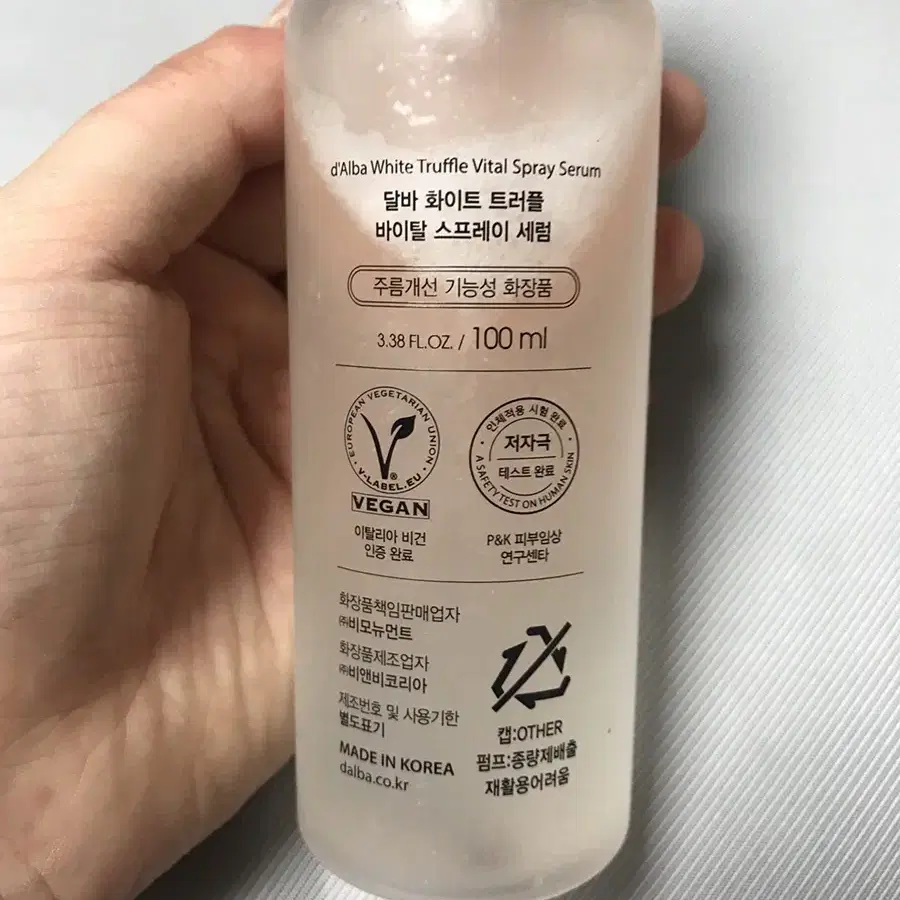 d'Alba White Truffle Vital Spray Serum
달바 화이트 트러플
바이탈 스프레이 세럼
주름개선 기능성 화장품
3.38 FL.OZ. / 100 ml
EUROPEAN VEGETARIAN UNION
V-LABEL.EU
VEGAN
이탈리아 비건
인증 완료
인체적용 시험 완료
저자극
테스트 완료
A SAFETY TEST ON HUMAN SKIN
P&K 피부임상
연구센타
화장품책임판매업자
㈜비모뉴먼트
화장품제조업자
㈜비앤비코리아
제조번호 및 사용기한
별도표기
MADE IN KOREA
dalba.co.kr
캡:OTHER
펌프:종량제배출
재활용어려움